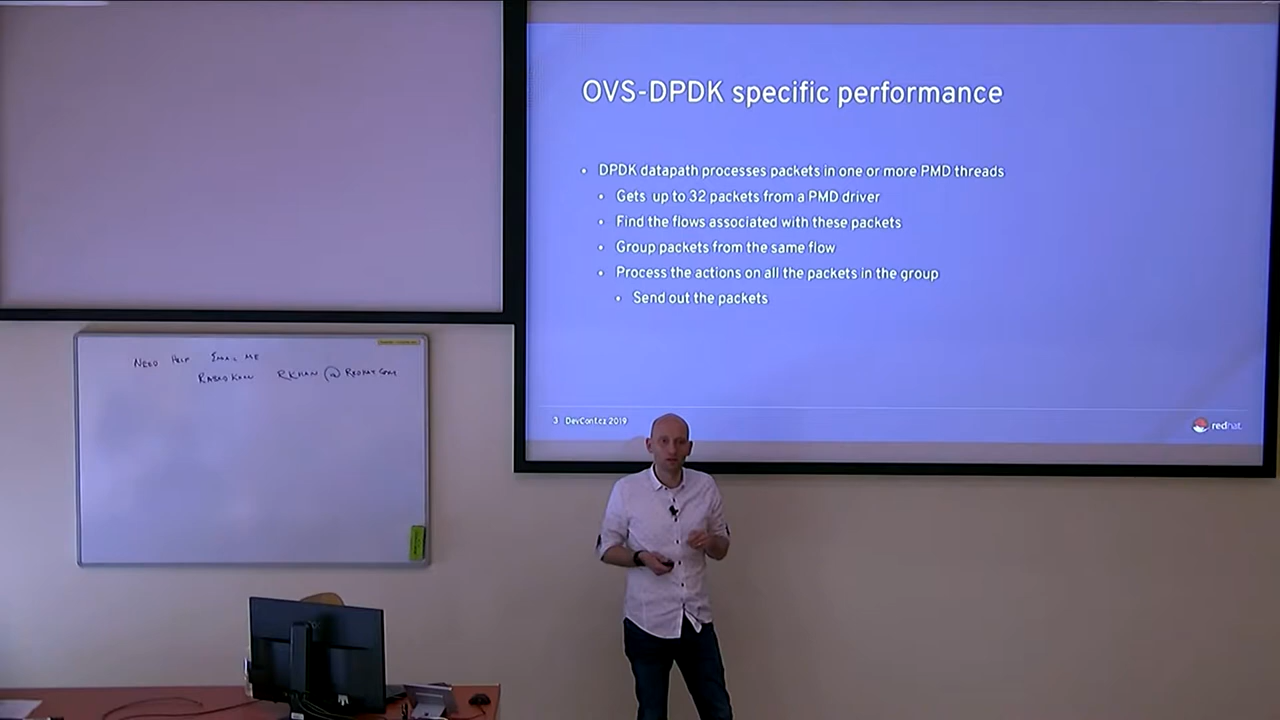 OVS-DPDK specific performance
DPDK datapath processes packets in one or more PMD threads
Gets up to 32 packets from a PMD driver
Find the flows associated with these packets
Group packets from the same flow
Process the actions on all the packets in the group
Send out the packets
3 DevConf.cz 2019
redhat.
NEED HELP EMAIL ME
RKHAN @ REDHAT.COM